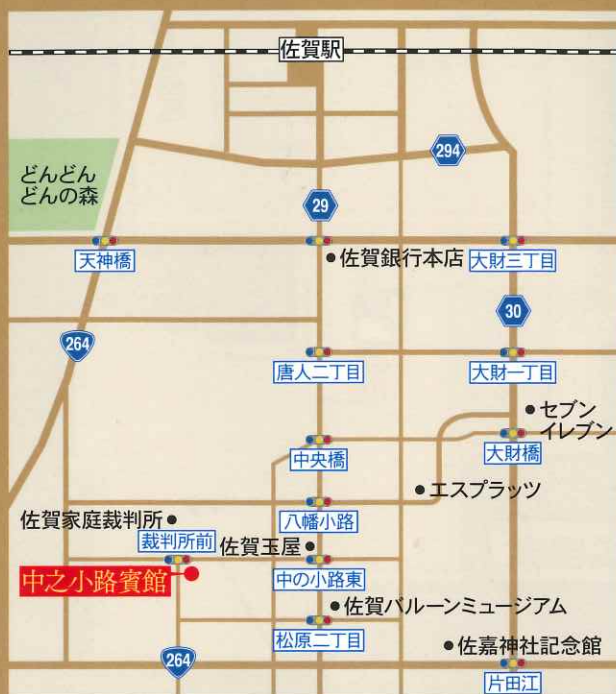 佐賀駅
どんどん
どんの森
294
29
天神橋
佐賀銀行本店
大財三丁目
30
264
唐人二丁目
大財一丁目
セブン
イレブン
中央橋
大財橋
エスプラッツ
佐賀家庭裁判所
八幡小路
裁判所前
佐賀玉屋
中之小路賓館
中の小路東
佐賀バルーンミュージアム
松原二丁目
佐嘉神社記念館
264
片田江